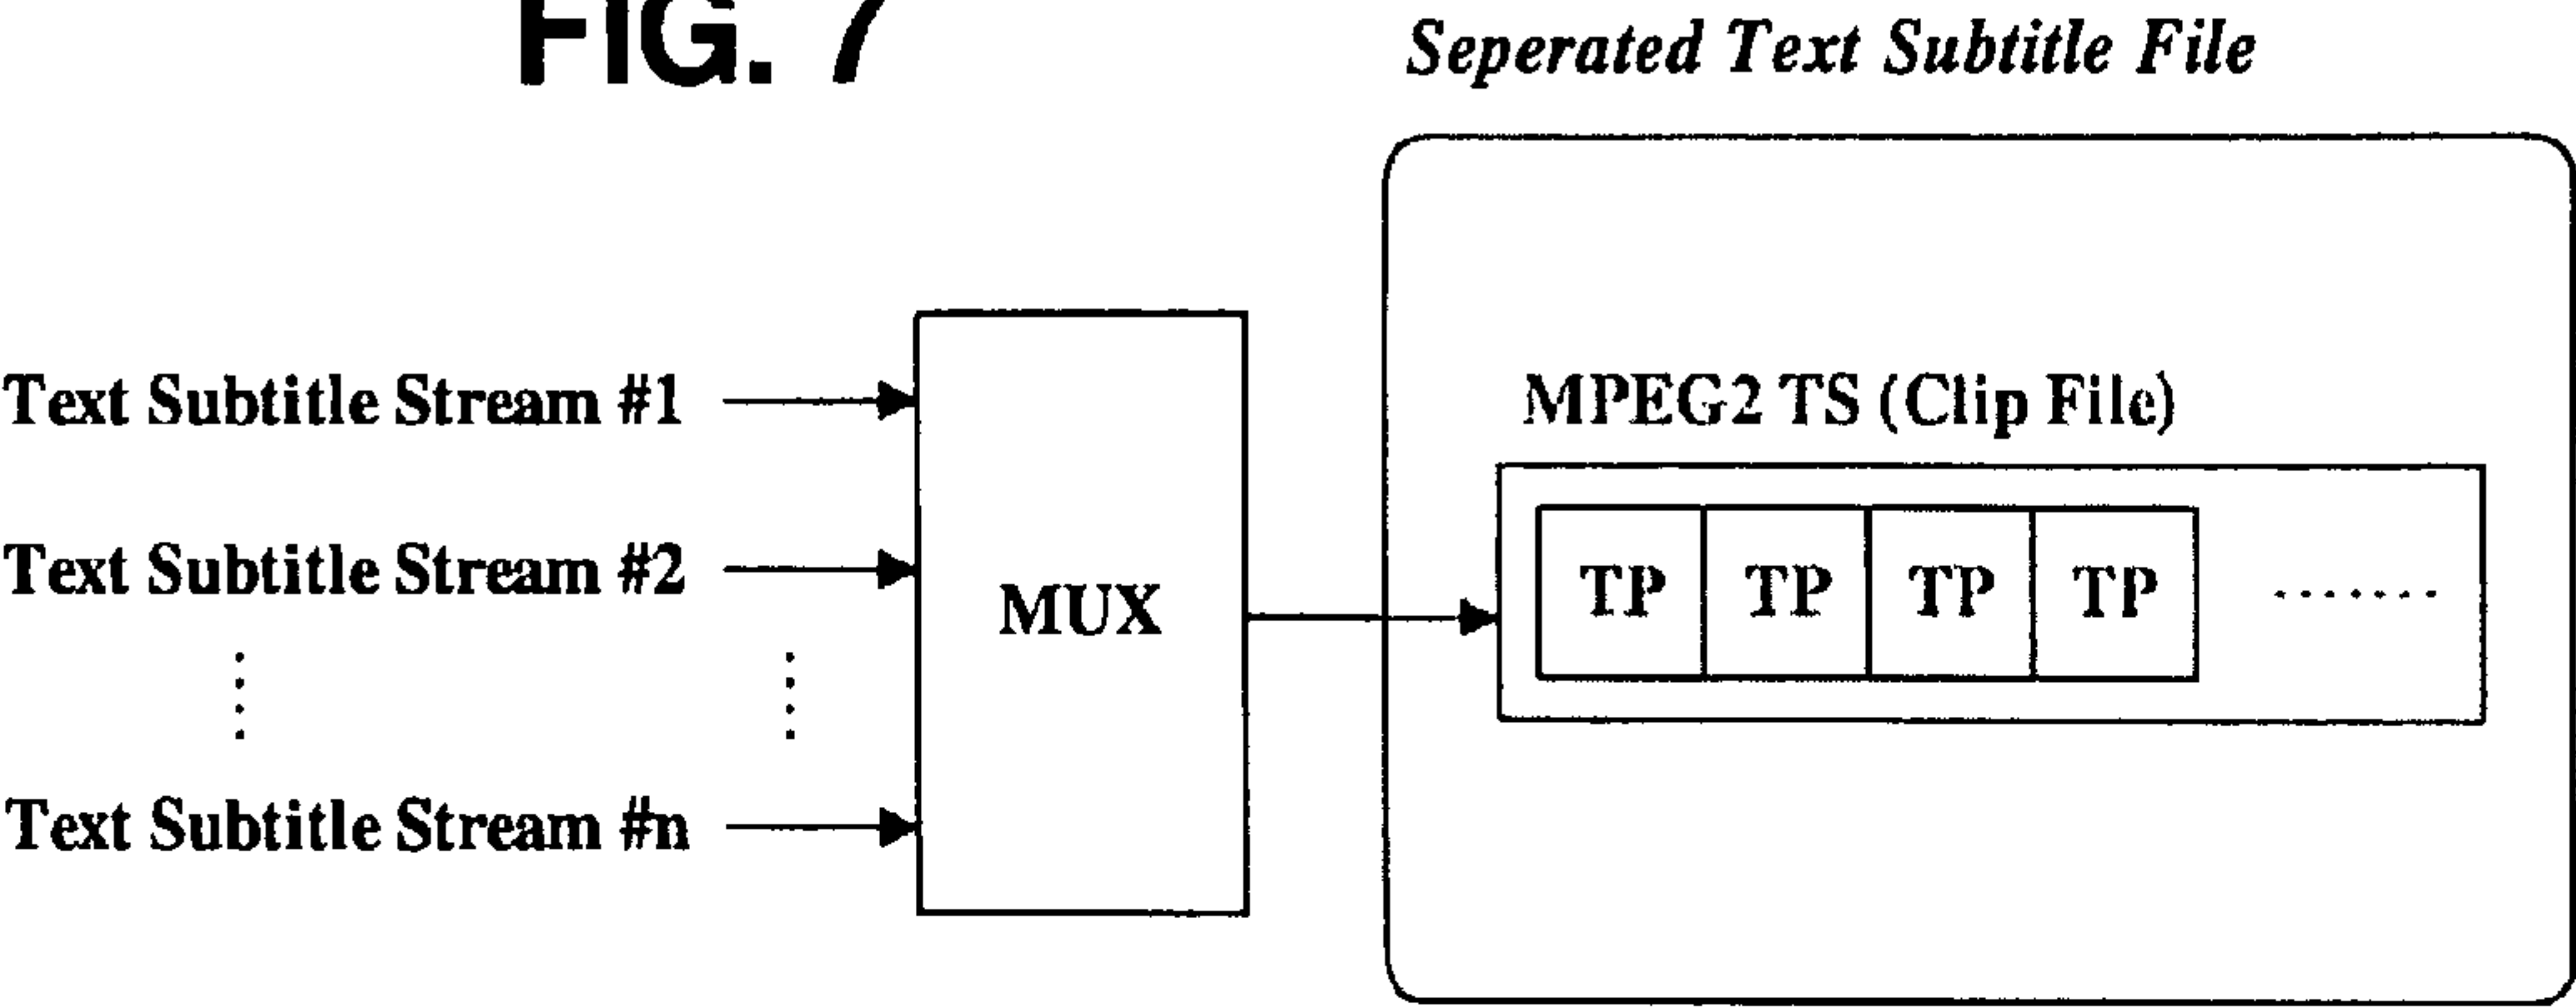 FIG. 7
Seperated Text Subtitle File
Text Subtitle Stream #1
Text Subtitle Stream #2
Text Subtitle Stream #n
MUX
MPEG2 TS (Clip File)
TP TP TP TP .......